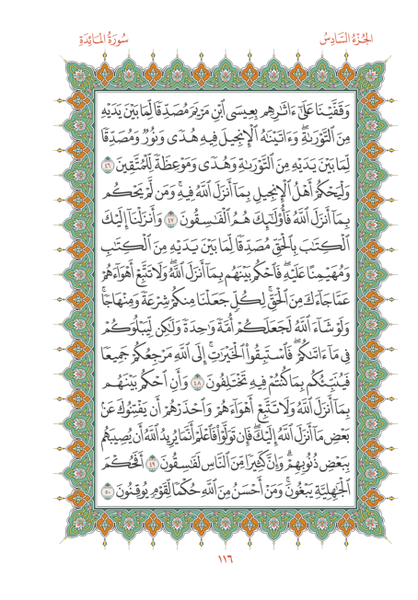 الجُزْءُ السَّادِسُ
سُورَةُ المَائِدَةِ
وَقَفَّيْنَا عَلَىٰٓ ءَاثَٰرِهِم بِعِيسَى ٱبْنِ مَرْيَمَ مُصَدِّقًا لِّمَا بَيْنَ يَدَيْهِ
مِنَ ٱلتَّوْرَىٰةِۖ وَءَاتَيْنَٰهُ ٱلْإِنجِيلَ فِيهِ هُدًى وَنُورٌ وَمُصَدِّقًا
لِّمَا بَيْنَ يَدَيْهِ مِنَ ٱلتَّوْرَىٰةِ وَهُدًى وَمَوْعِظَةً لِّلْمُتَّقِينَ ٤٦
وَلْيَحْكُمْ أَهْلُ ٱلْإِنجِيلِ بِمَآ أَنزَلَ ٱللَّهُ فِيهِۚ وَمَن لَّمْ يَحْكُم
بِمَآ أَنزَلَ ٱللَّهُ فَأُو۟لَٰٓئِكَ هُمُ ٱلْفَٰسِقُونَ ٤٧ وَأَنزَلْنَآ إِلَيْكَ
ٱلْكِتَٰبَ بِٱلْحَقِّ مُصَدِّقًا لِّمَا بَيْنَ يَدَيْهِ مِنَ ٱلْكِتَٰبِ
وَمُهَيْمِنًا عَلَيْهِۖ فَٱحْكُم بَيْنَهُم بِمَآ أَنزَلَ ٱللَّهُۖ وَلَا تَتَّبِعْ أَهْوَآءَهُمْ
عَمَّا جَآءَكَ مِنَ ٱلْحَقِّۚ لِكُلٍّ جَعَلْنَا مِنكُمْ شِرْعَةً وَمِنْهَاجًاۚ
وَلَوْ شَآءَ ٱللَّهُ لَجَعَلَكُمْ أُمَّةً وَٰحِدَةً وَلَٰكِن لِّيَبْلُوَكُمْ
فِى مَآ ءَاتَىٰكُمْۖ فَٱسْتَبِقُوا۟ ٱلْخَيْرَٰتِۚ إِلَى ٱللَّهِ مَرْجِعُكُمْ جَمِيعًا
فَيُنَبِّئُكُم بِمَا كُنتُمْ فِيهِ تَخْتَلِفُونَ ٤٨ وَأَنِ ٱحْكُم بَيْنَهُم
بِمَآ أَنزَلَ ٱللَّهُ وَلَا تَتَّبِعْ أَهْوَآءَهُمْ وَٱحْذَرْهُمْ أَن يَفْتِنُوكَ عَنۢ
بَعْضِ مَآ أَنزَلَ ٱللَّهُ إِلَيْكَۖ فَإِن تَوَلَّوْا۟ فَٱعْلَمْ أَنَّمَا يُرِيدُ ٱللَّهُ أَن يُصِيبَهُم
بِبَعْضِ ذُنُوبِهِمْۗ وَإِنَّ كَثِيرًا مِّنَ ٱلنَّاسِ لَفَٰسِقُونَ ٤٩ أَفَحُكْمَ
ٱلْجَٰهِلِيَّةِ يَبْغُونَۚ وَمَنْ أَحْسَنُ مِنَ ٱللَّهِ حُكْمًا لِّقَوْمٍ يُوقِنُونَ ٥٠
١١٦